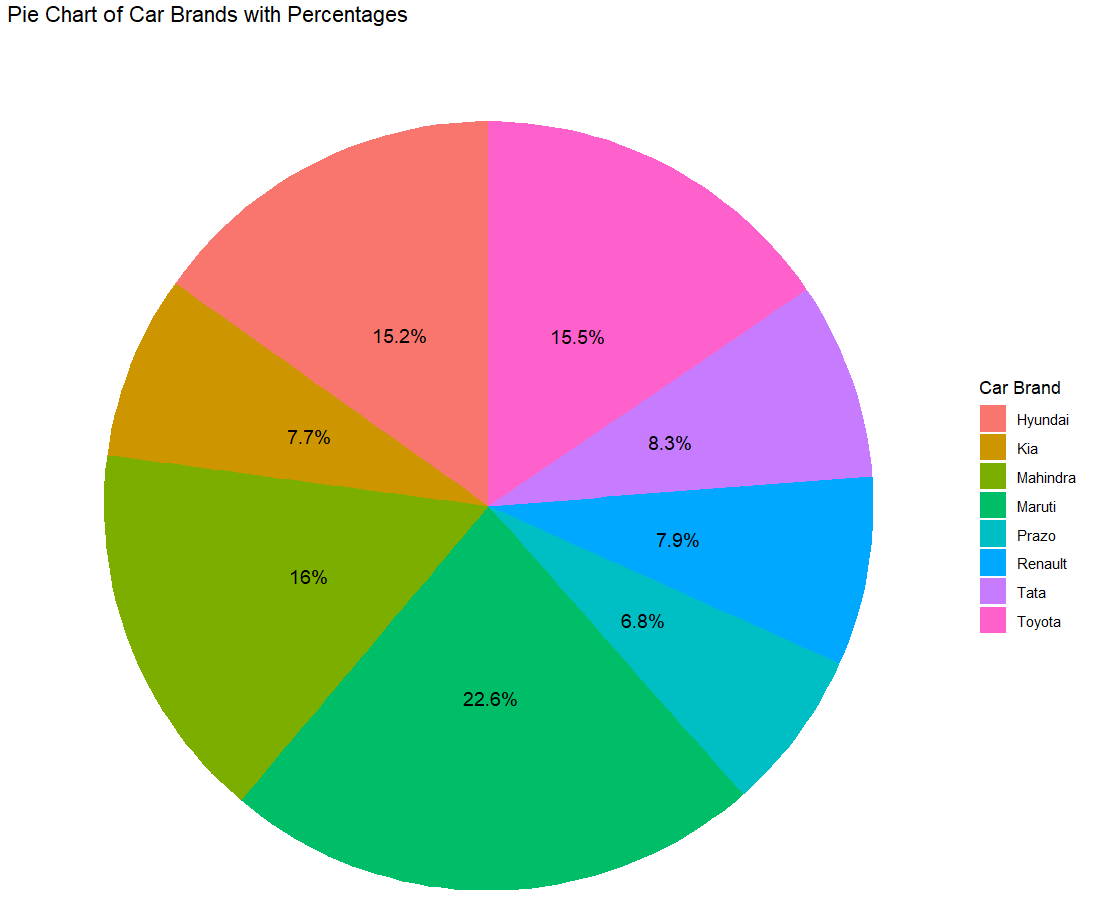 Pie Chart of Car Brands with Percentages
15.2%
15.5%
7.7%
8.3%
7.9%
16%
6.8%
22.6%
Car Brand
Hyundai
Kia
Mahindra
Maruti
Prazo
Renault
Tata
Toyota